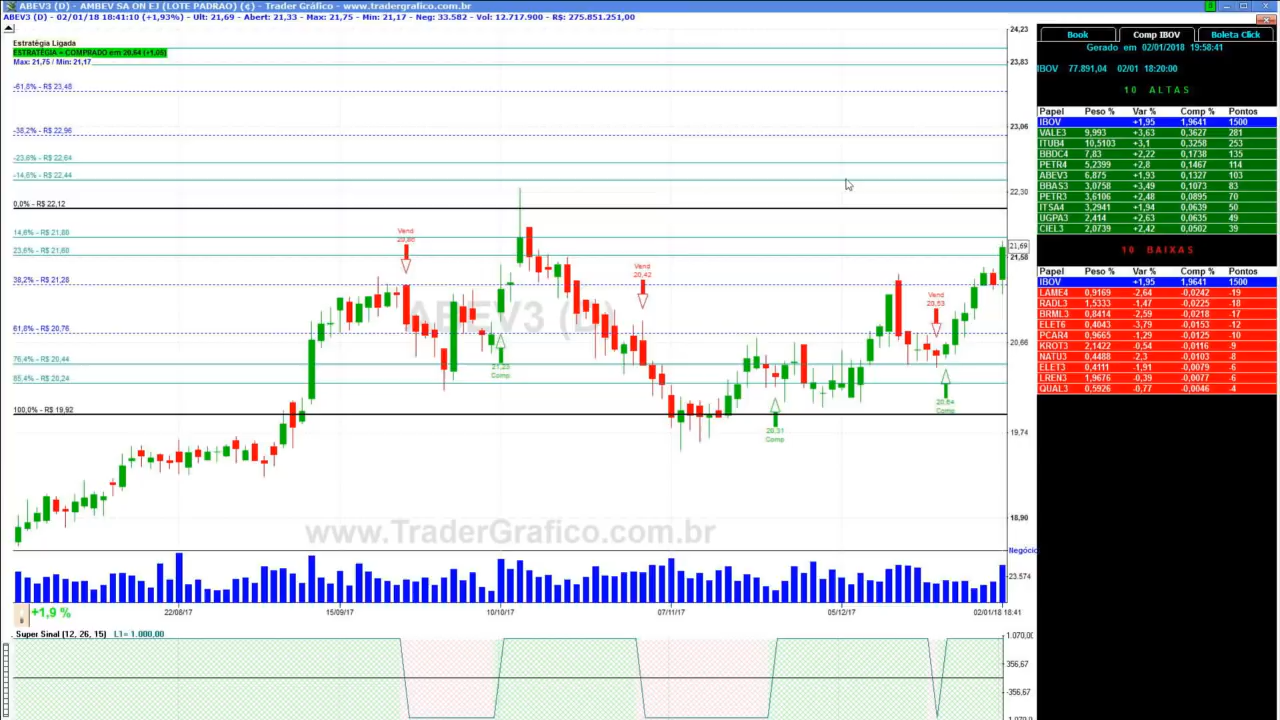 ABEV3 (D) - AMBEV SA ON EJ (LOTE PADRAO) (¢) - Trader Gráfico - www.tradergrafico.com.br
ABEV3 (D) - 02/01/18 18:41:10 (+1,93%) - Ult: 21,69 - Abert: 21,33 - Max: 21,75 - Min: 21,17 - Neg: 33.582 - Vol: 12.717.900 - R$: 275.851.251,00
Estratégia Ligada
ESTRATÉGIA = COMPRADO em 20,64 (+1,05)
Max: 21,75 / Min: 21,17
-61,8% - R$ 23,48
-38,2% - R$ 22,96
-23,6% - R$ 22,64
-14,6% - R$ 22,44
0,0% - R$ 22,12
14,6% - R$ 21,80
23,6% - R$ 21,60
38,2% - R$ 21,28
61,8% - R$ 20,76
76,4% - R$ 20,44
85,4% - R$ 20,24
100,0% - R$ 19,92
Vend
Vend
20,42
Vend
20,53
21,23
Comp
20,31
Comp
20,64
Comp
ABEV3 (D)
www.TraderGrafico.com.br
24,23
23,83
23,06
22,30
21,69
21,58
20,66
19,74
18,90
Negócio
23.574
+1,9 %
22/08/17
15/09/17
10/10/17
07/11/17
05/12/17
02/01/18 18:41
Super Sinal (12, 26, 15) L1= 1.000,00
1.070,00
356,67
-356,67
Book
Comp IBOV
Boleta Click
Gerado em 02/01/2018 19:58:41
IBOV 77.891,04 02/01 18:20:00
10 ALTAS
Papel Peso % Var % Comp % Pontos
IBOV +1,95 1,9641 1500
VALE3 9,993 +3,63 0,3627 281
ITUB4 10,5103 +3,1 0,3258 253
BBDC4 7,83 +2,22 0,1738 135
PETR4 5,2399 +2,8 0,1467 114
ABEV3 6,875 +1,93 0,1327 103
BBAS3 3,0758 +3,49 0,1073 83
PETR3 3,6106 +2,48 0,0895 70
ITSA4 3,2941 +1,94 0,0639 50
UGPA3 2,414 +2,63 0,0635 49
CIEL3 2,0739 +2,42 0,0502 39
10 BAIXAS
Papel Peso % Var % Comp % Pontos
IBOV +1,95 1,9641 1500
LAME4 0,9169 -2,64 -0,0242 -19
RADL3 1,5333 -1,47 -0,0225 -18
BRML3 0,8414 -2,59 -0,0218 -17
ELET6 0,4043 -3,79 -0,0153 -12
PCAR4 0,9665 -1,29 -0,0125 -10
KROT3 2,1422 -0,54 -0,0116 -9
NATU3 0,4488 -2,3 -0,0103 -8
ELET3 0,4111 -1,91 -0,0079 -6
LREN3 1,9676 -0,39 -0,0077 -6
QUAL3 0,5926 -0,77 -0,0046 -4